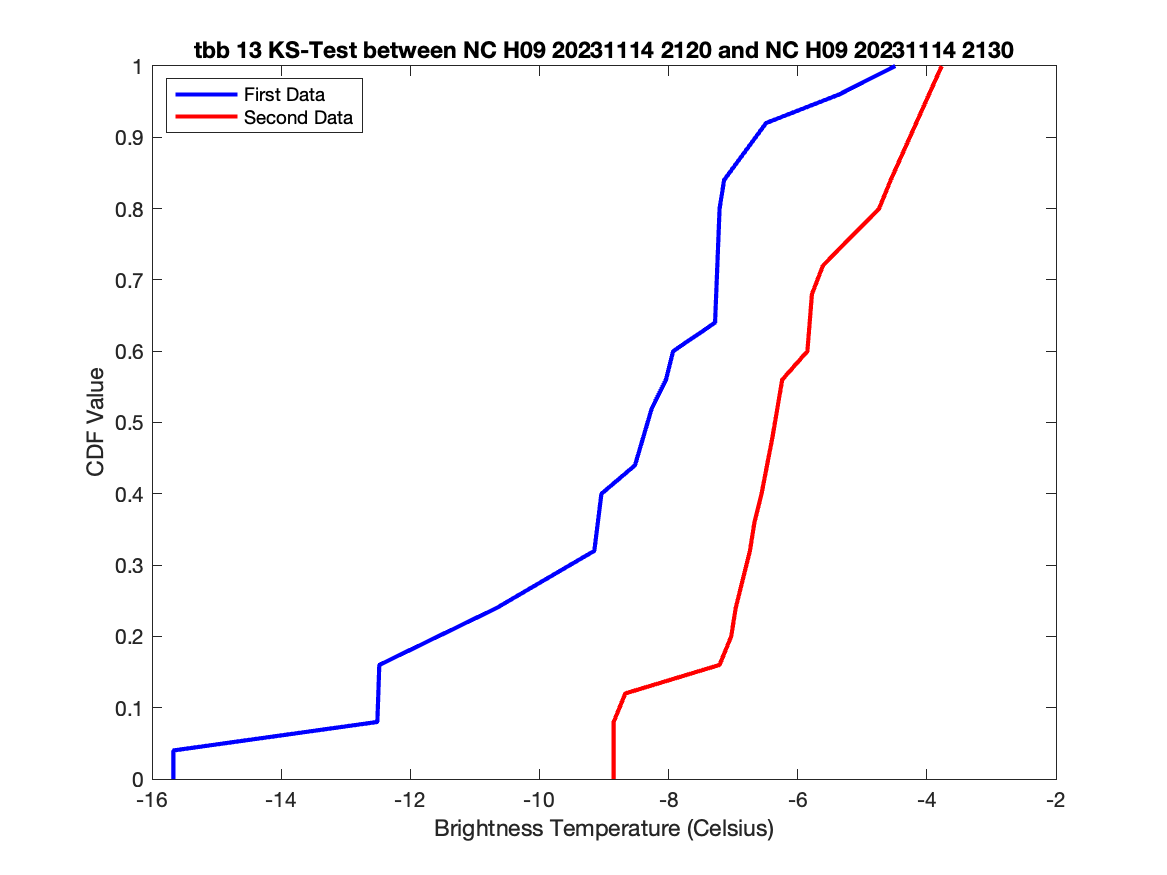 tbb 13 KS-Test between NC H09 20231114 2120 and NC H09 20231114 2130
First Data
Second Data
1
0.9
0.8
0.7
0.6
0.5
0.4
0.3
0.2
0.1
0
CDF Value
-16 -14 -12 -10 -8 -6 -4 -2
Brightness Temperature (Celsius)